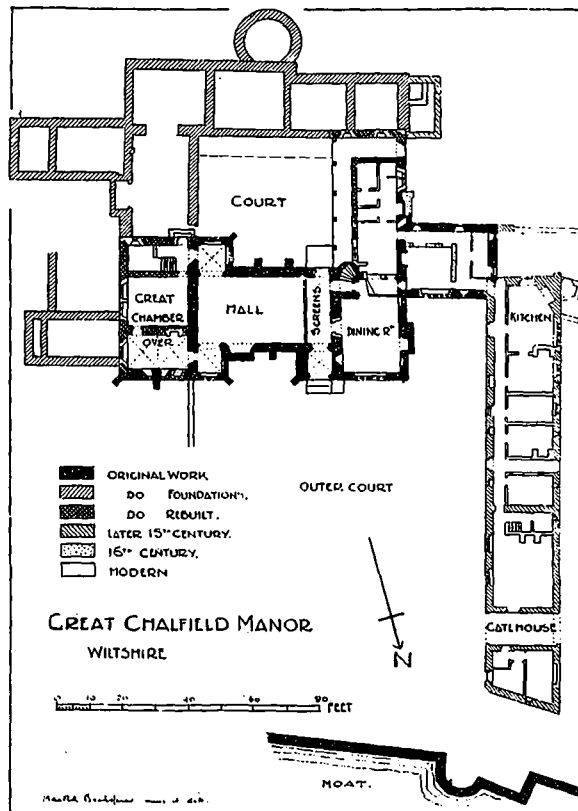 COURT
GREAT
CHAMBER
OVER
HALL
SCREENS
DINING RM
KITCHEN
ORIGINAL WORK
DO FOUNDATIONS.
DO REBUILT.
LATER 15TH CENTURY.
16TH CENTURY.
MODERN
OUTER COURT
GREAT CHALFIELD MANOR
WILTSHIRE
N
GATEHOUSE
0 10 20 40 60 80 FEET
MOAT.